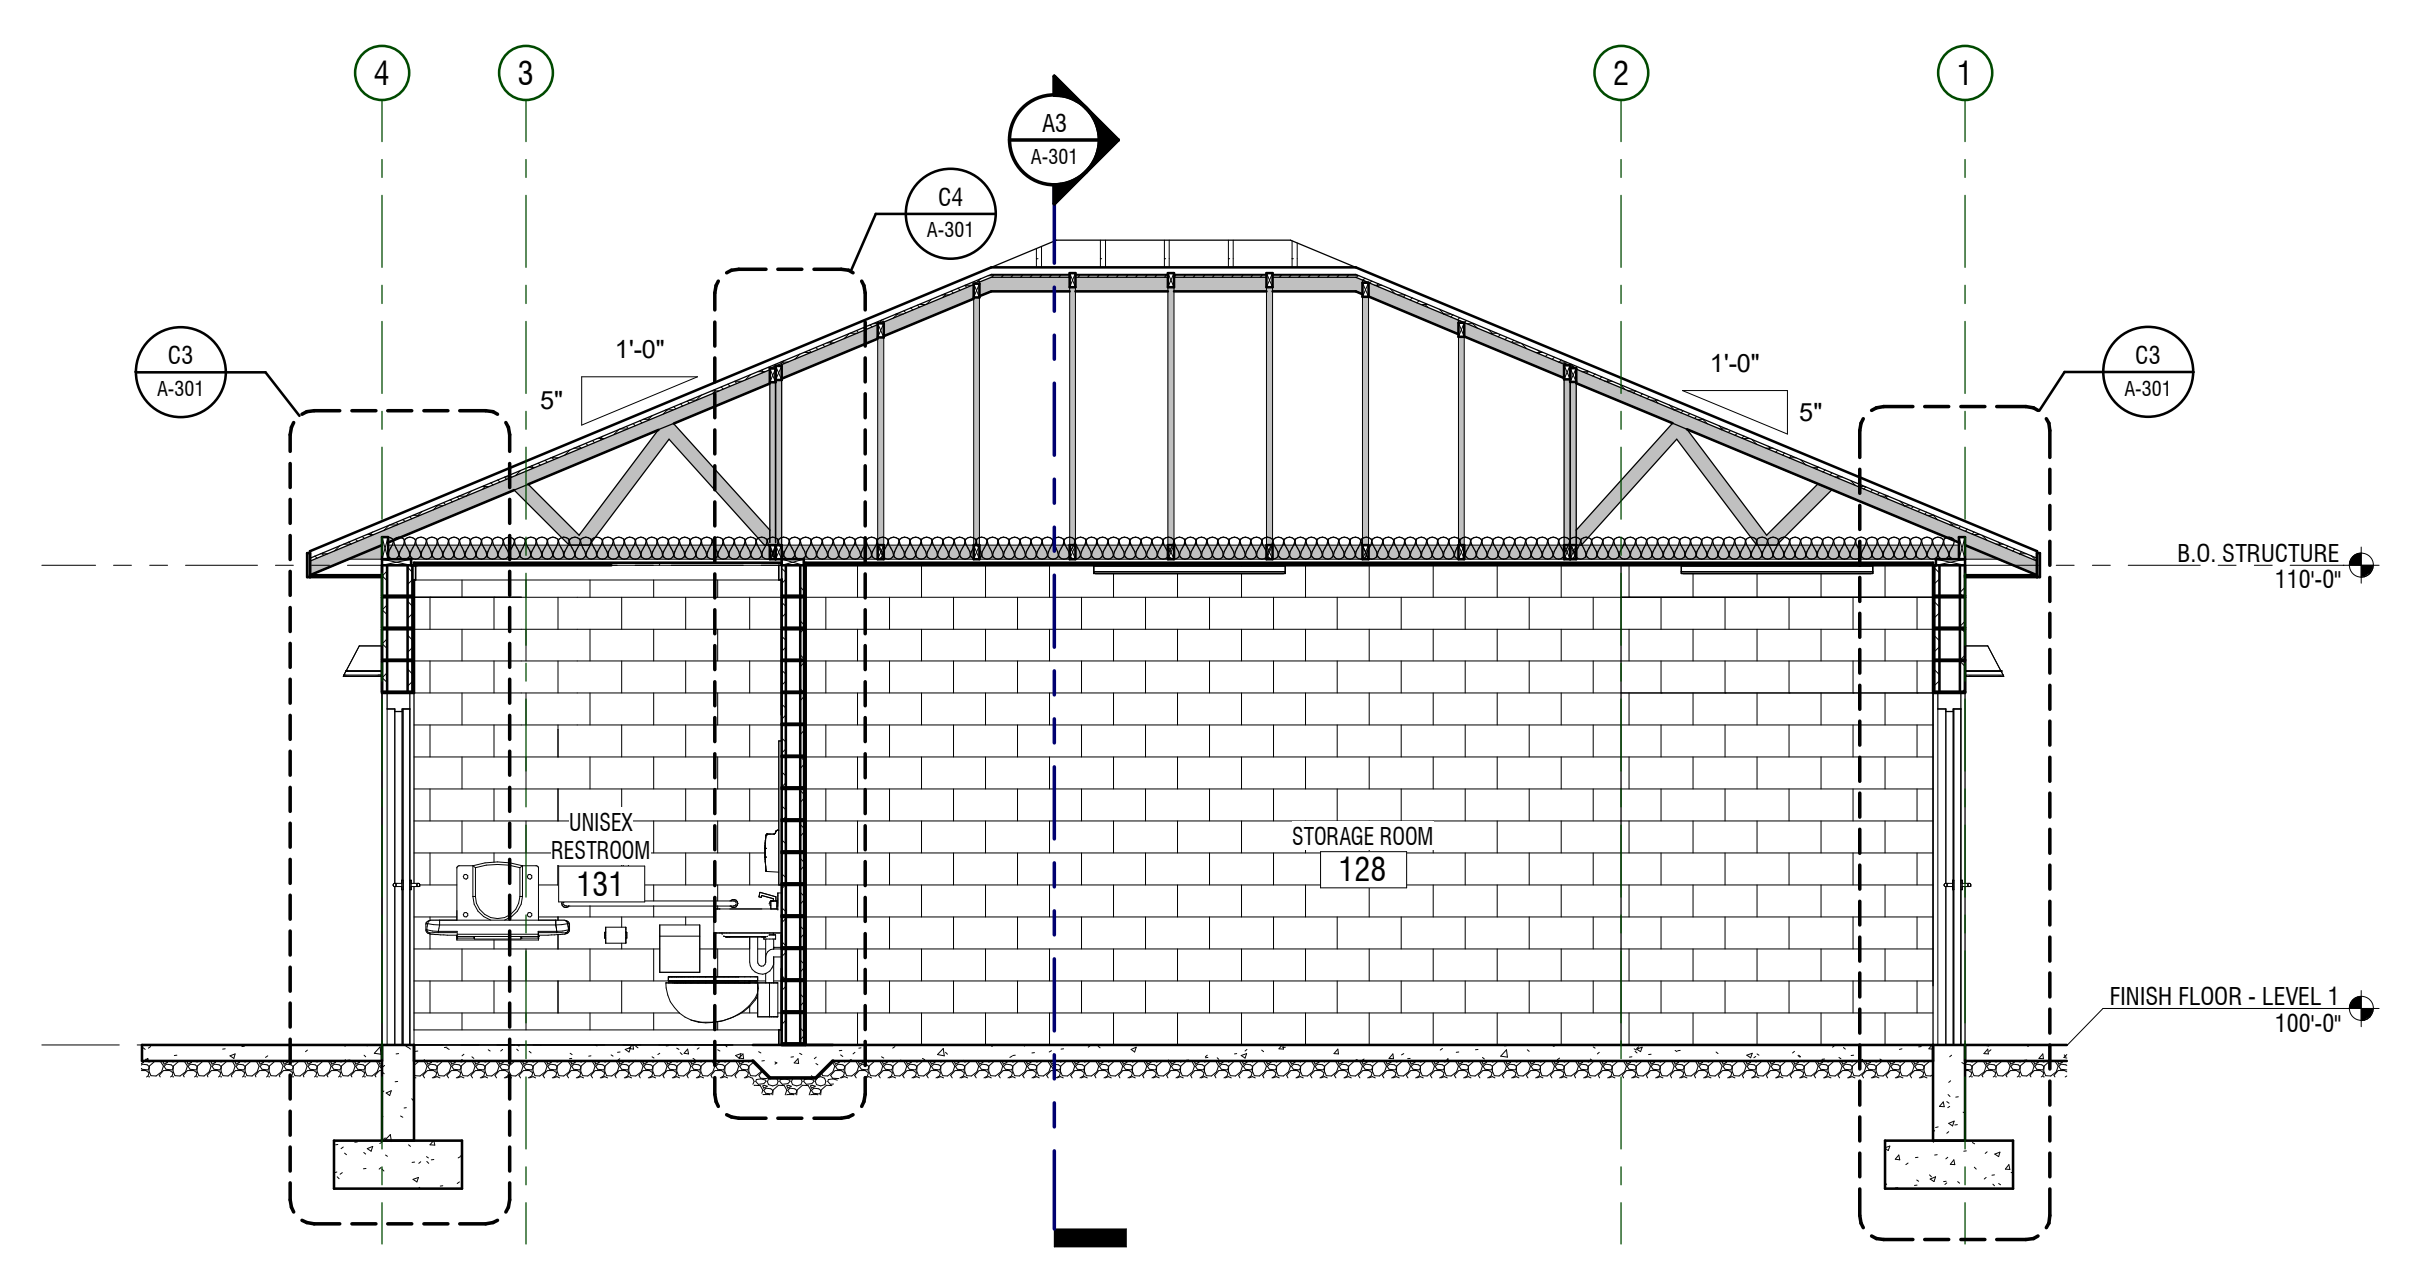 4
3
2
1
A3
A-301
C4
A-301
C3
A-301
1'-0"
5"
1'-0"
5"
C3
A-301
B.O. STRUCTURE
110'-0"
UNISEX
RESTROOM
131
STORAGE ROOM
128
FINISH FLOOR - LEVEL 1
100'-0"